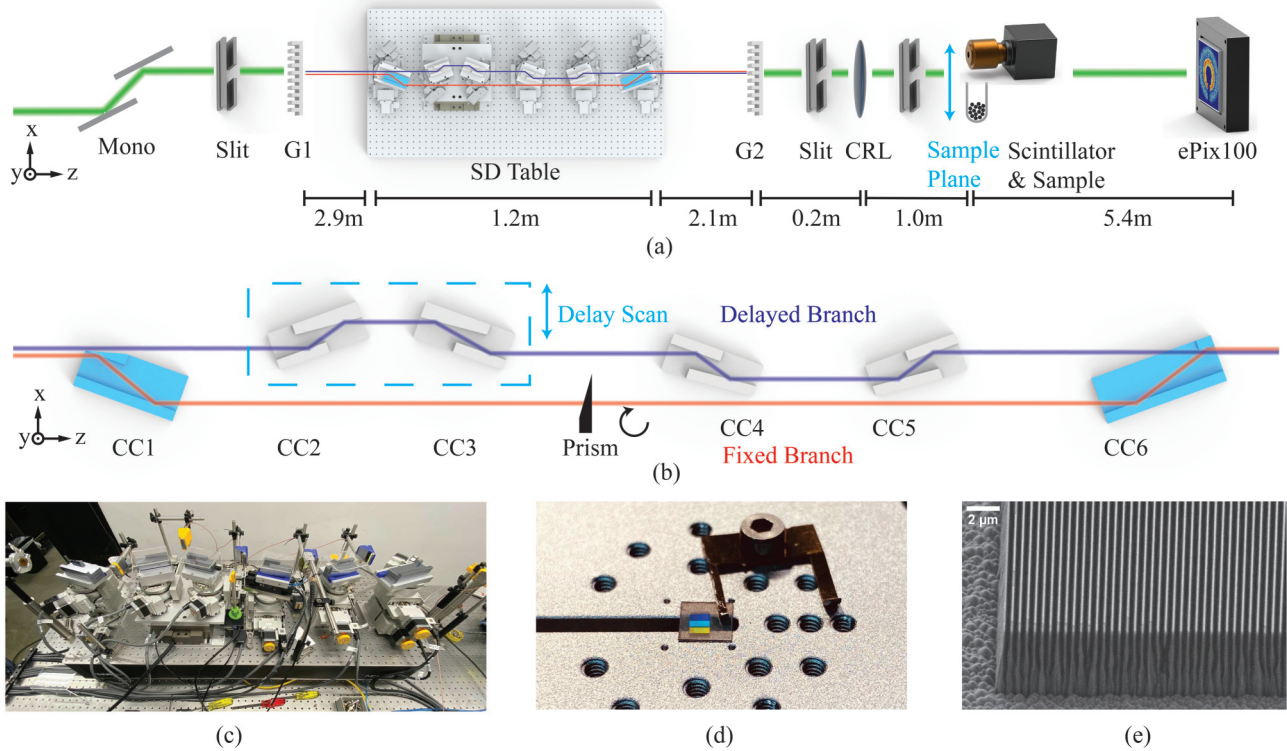 Mono
Slit
G1
SD Table
G2
Slit
CRL
Sample
Plane
Scintillator
& Sample
ePix100
x
y
z
2.9m
1.2m
2.1m
0.2m
1.0m
5.4m
(a)
Delay Scan
Delayed Branch
x
y
z
CC1
CC2
CC3
Prism
CC4
CC5
CC6
Fixed Branch
(b)
2 μm
(c)
(d)
(e)